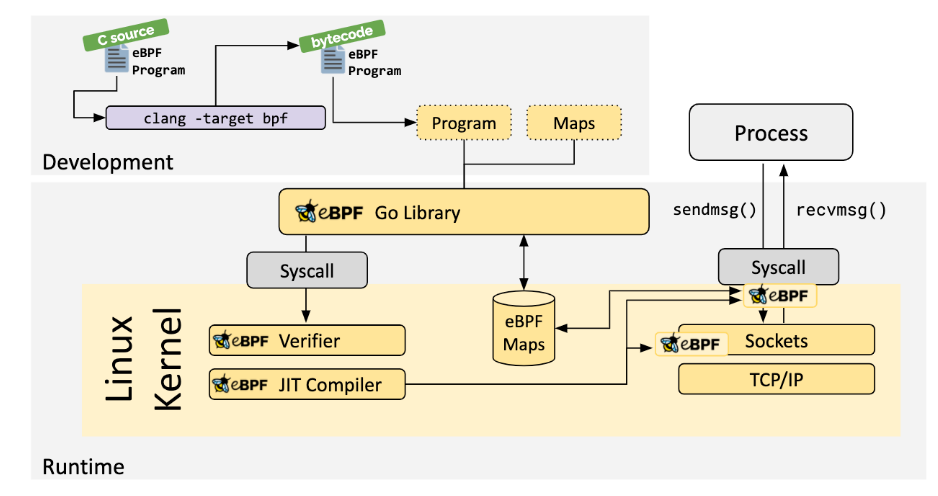 C source
eBPF
Program
bytecode
eBPF
Program
clang -target bpf
Program
Maps
Development
Process
eBPF Go Library
sendmsg()
recvmsg()
Syscall
Syscall
eBPF
Linux
Kernel
eBPF
Maps
eBPF Verifier
eBPF Sockets
eBPF JIT Compiler
TCP/IP
Runtime